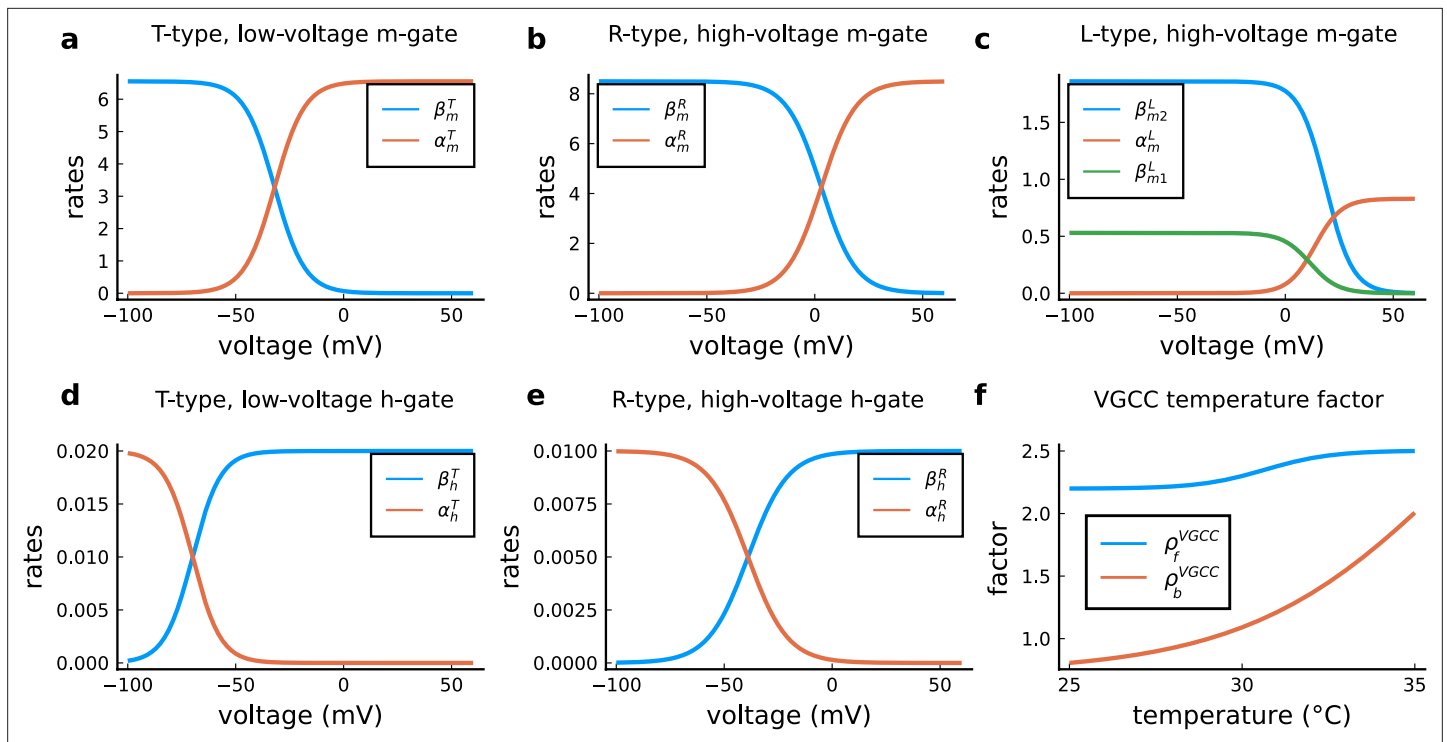 a T-type, low-voltage m-gate
rates
6
5
4
3
2
1
0
−100 −50 0 50
voltage (mV)
β_m^T
α_m^T
b R-type, high-voltage m-gate
rates
8
6
4
2
0
−100 −50 0 50
voltage (mV)
β_m^R
α_m^R
c L-type, high-voltage m-gate
rates
1.5
1.0
0.5
0.0
−100 −50 0 50
voltage (mV)
β_m2^L
α_m^L
β_m1^L
d T-type, low-voltage h-gate
rates
0.020
0.015
0.010
0.005
0.000
−100 −50 0 50
voltage (mV)
β_h^T
α_h^T
e R-type, high-voltage h-gate
rates
0.0100
0.0075
0.0050
0.0025
0.0000
−100 −50 0 50
voltage (mV)
β_h^R
α_h^R
f VGCC temperature factor
factor
2.5
2.0
1.5
1.0
25 30 35
temperature (°C)
ρ_f^VGCC
ρ_b^VGCC